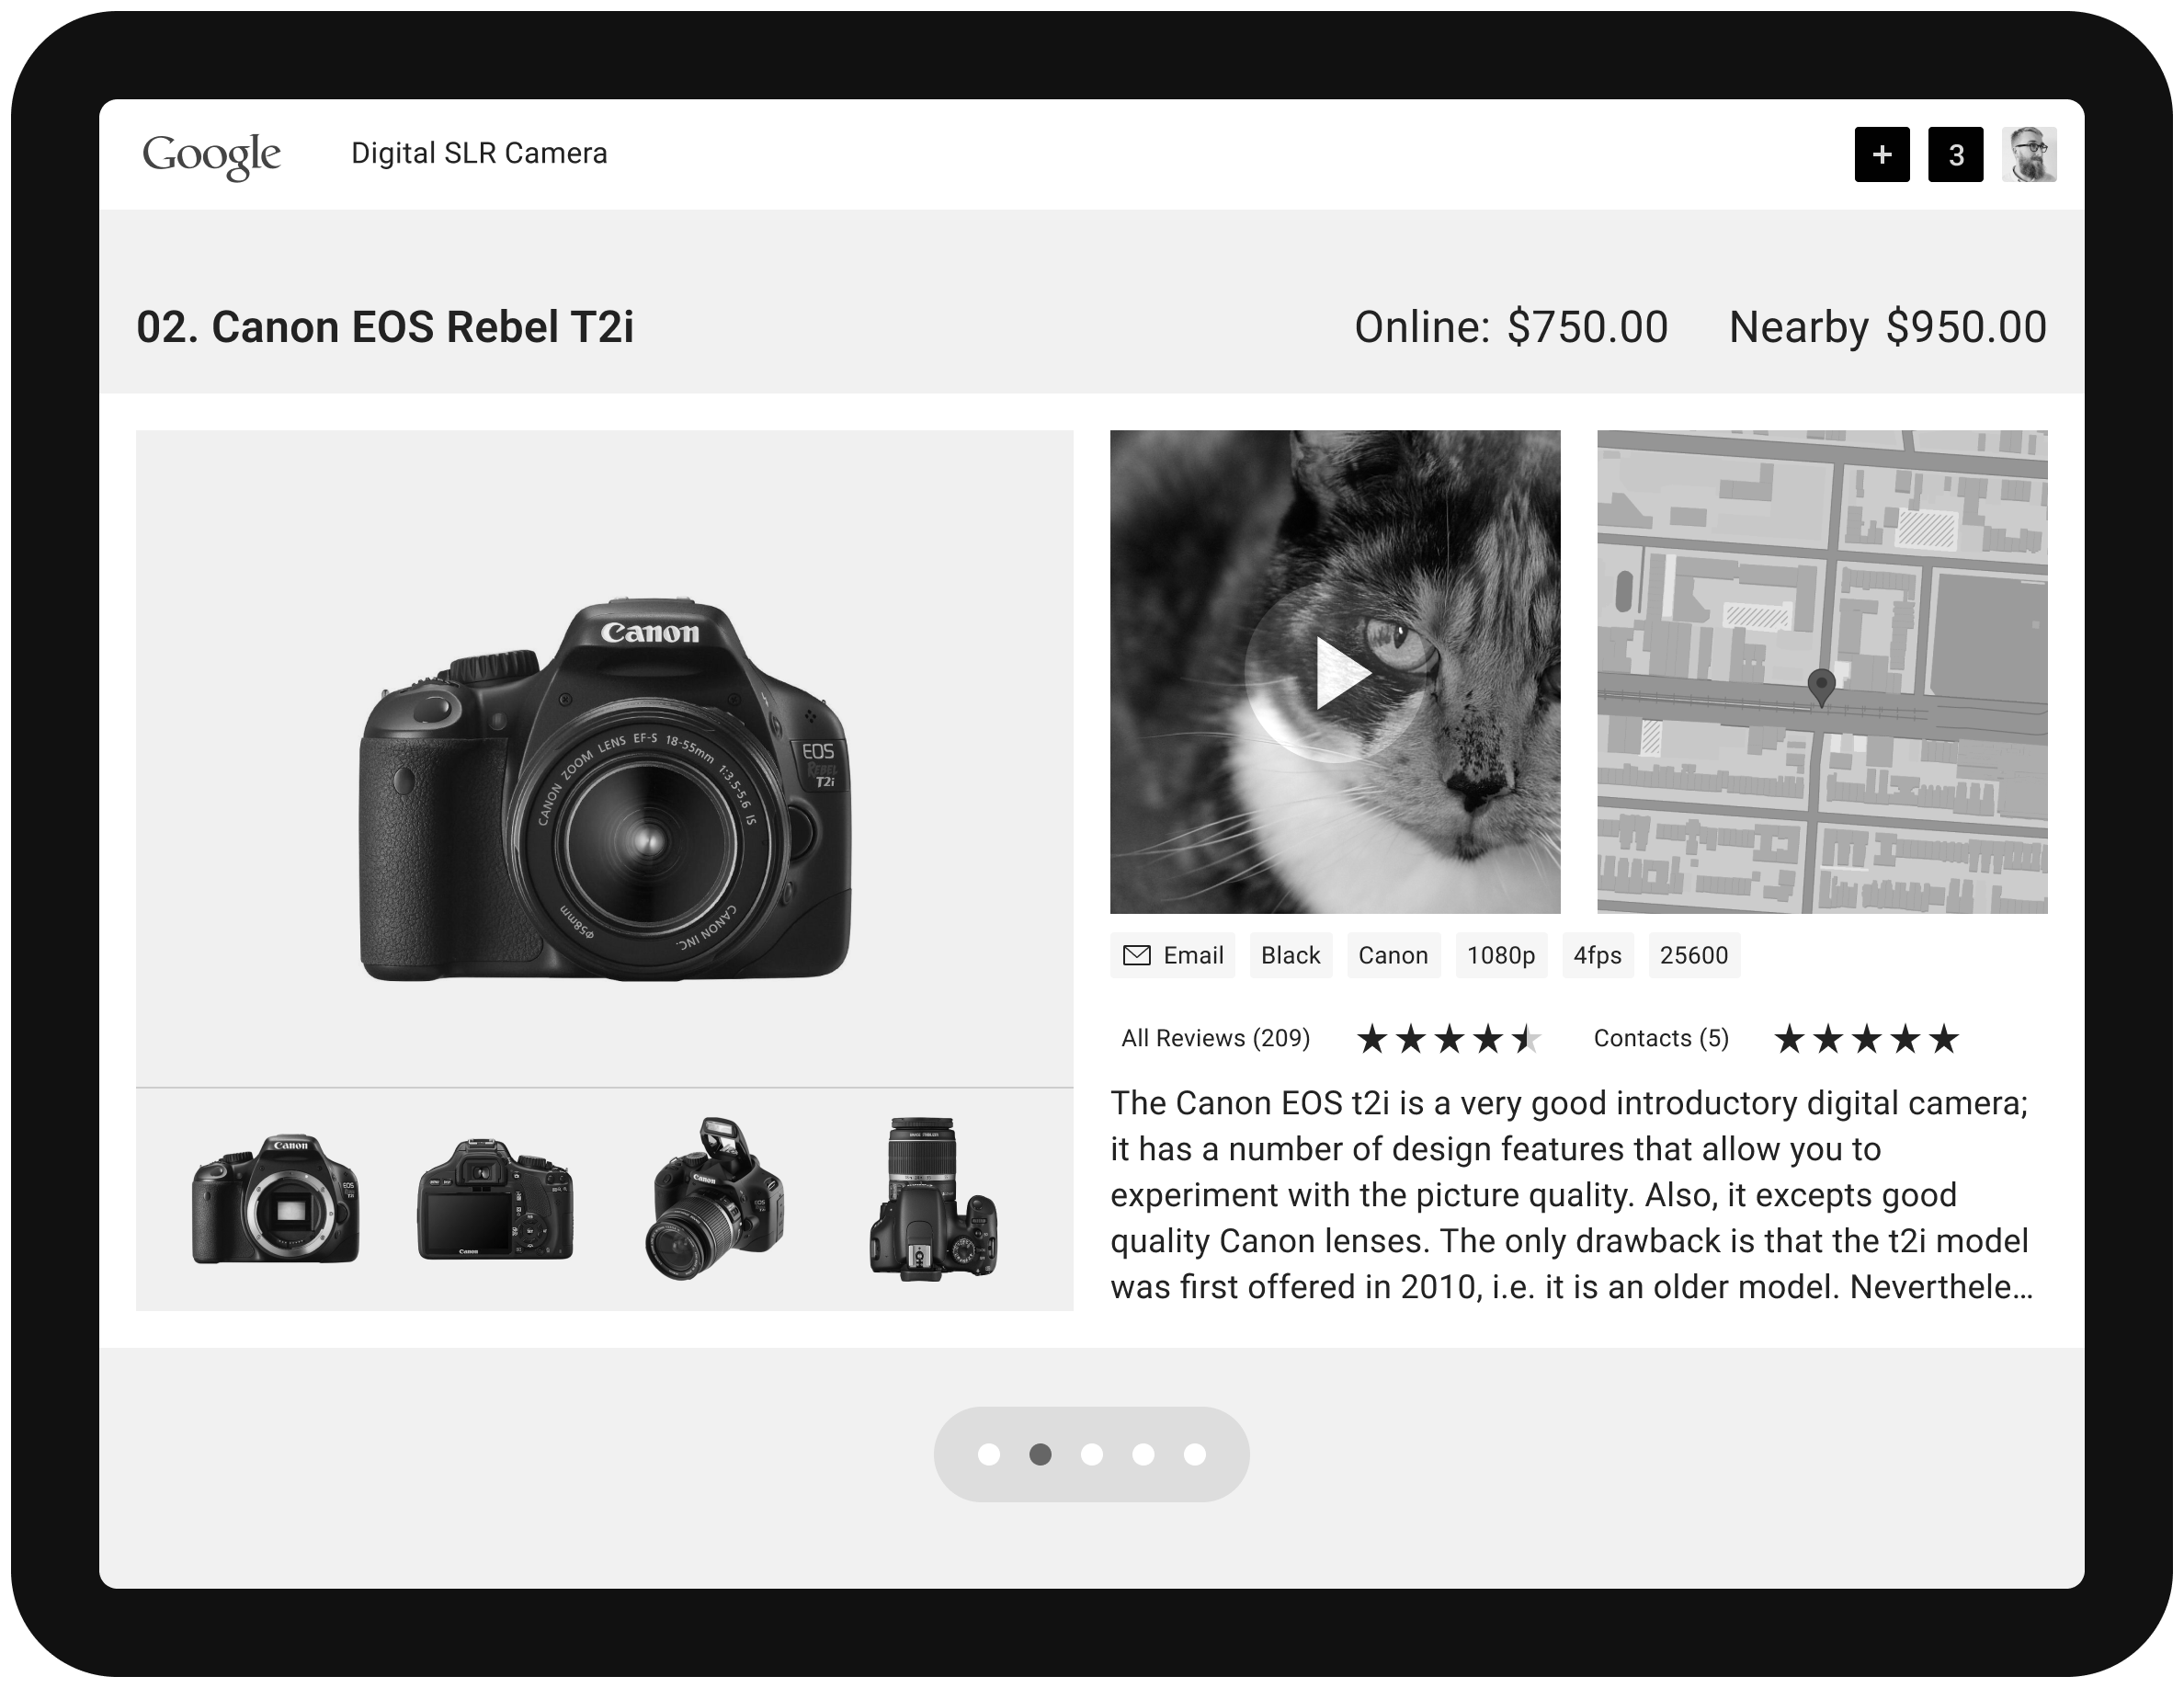 Google
Digital SLR Camera
+
3
02. Canon EOS Rebel T2i
Online: $750.00
Nearby $950.00
Canon
CANON ZOOM LENS EF-S 18-55mm 1:3.5-5.6 IS
EOS
REBEL
T2i
CANON INC.
Φ58mm
Email
Black
Canon
1080p
4fps
25600
All Reviews (209)
Contacts (5)
The Canon EOS t2i is a very good introductory digital camera;
it has a number of design features that allow you to
experiment with the picture quality. Also, it excepts good
quality Canon lenses. The only drawback is that the t2i model
was first offered in 2010, i.e. it is an older model. Neverthele…
Canon
Canon
Canon